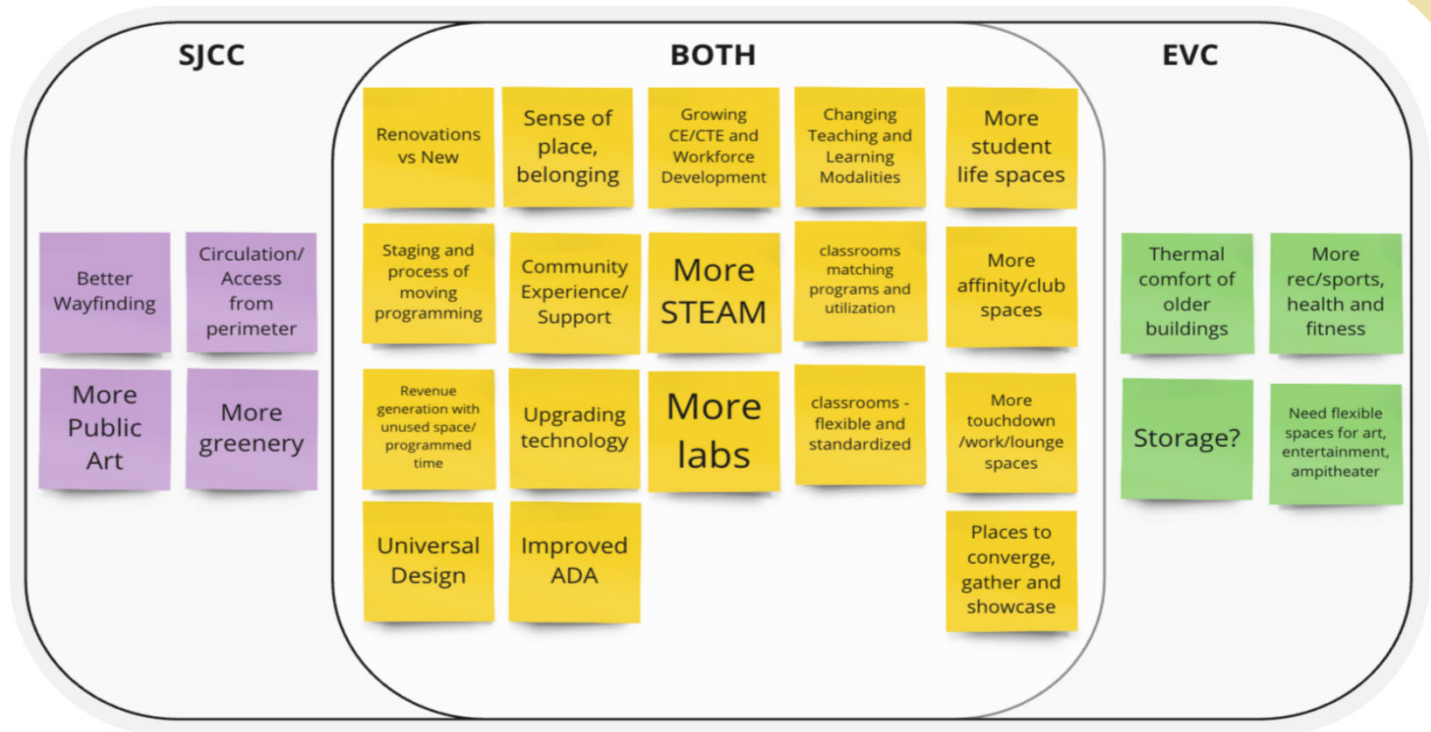 SJCC
BOTH
EVC
Better
Wayfinding
Circulation/
Access
from
perimeter
More
Public
Art
More
greenery
Renovations
vs New
Sense of
place,
belonging
Growing
CE/CTE and
Workforce
Development
Changing
Teaching and
Learning
Modalities
More
student
life spaces
Staging and
process of
moving
programming
Community
Experience/
Support
More
STEAM
classrooms
matching
programs and
utilization
More
affinity/club
spaces
Revenue
generation with
unused space/
programmed
time
Upgrading
technology
More
labs
classrooms -
flexible and
standardized
More
touchdown
/work/lounge
spaces
Universal
Design
Improved
ADA
Places to
converge,
gather and
showcase
Thermal
comfort of
older
buildings
More
rec/sports,
health and
fitness
Storage?
Need flexible
spaces for art,
entertainment,
ampitheater